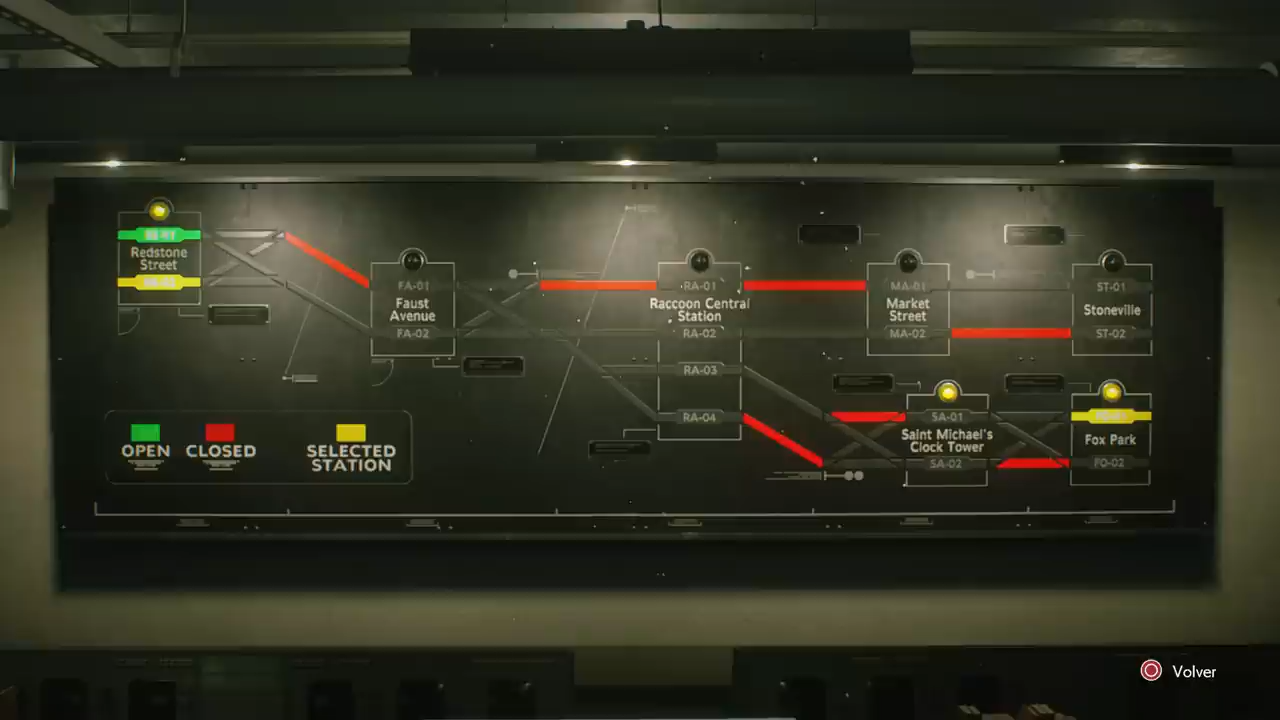 Redstone
Street
FA-01
Faust
Avenue
FA-02
RA-01
Raccoon Central
Station
RA-02
RA-03
RA-04
MA-01
Market
Street
MA-02
ST-01
Stoneville
ST-02
SA-01
Saint Michael's
Clock Tower
SA-02
Fox Park
FO-02
OPEN
CLOSED
SELECTED
STATION
Volver